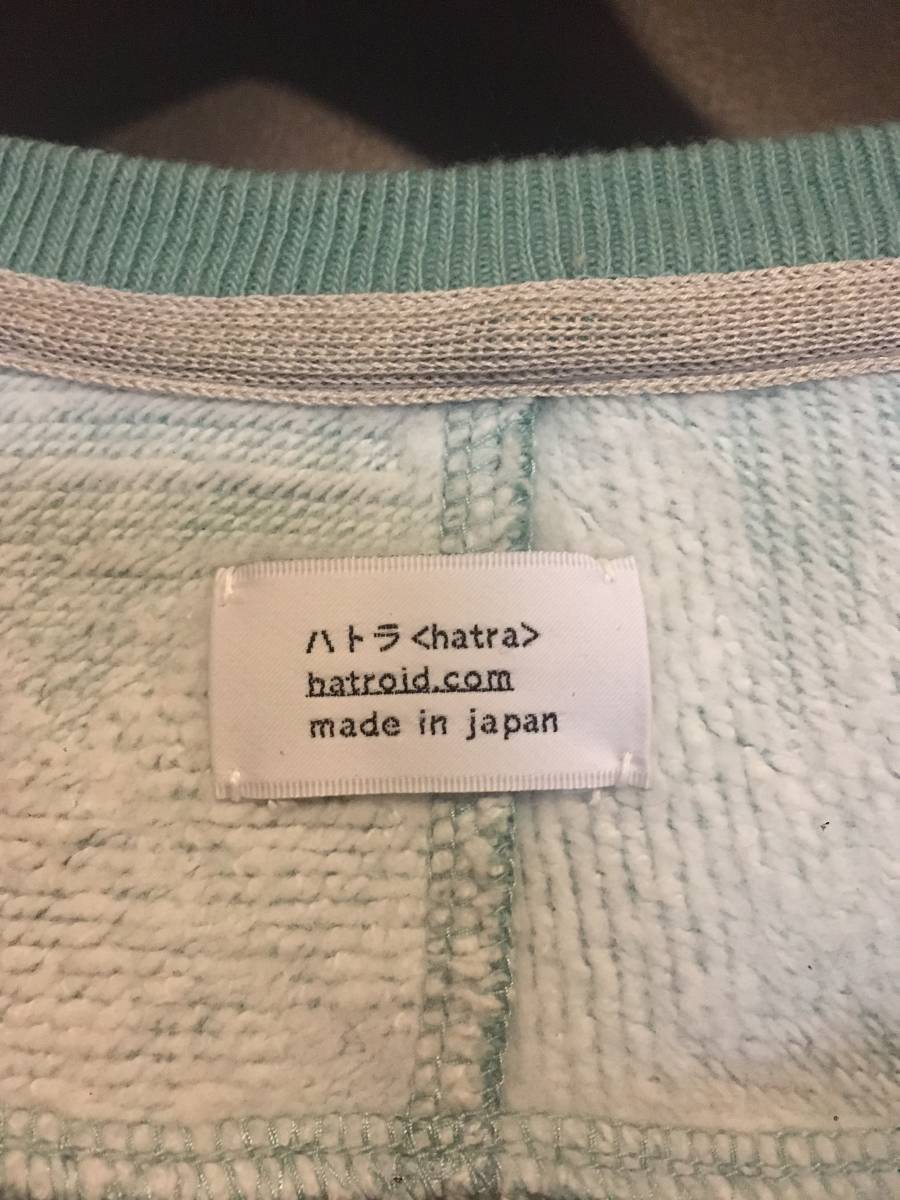 ハトラ<hatra>
hatroid.com
made in japan